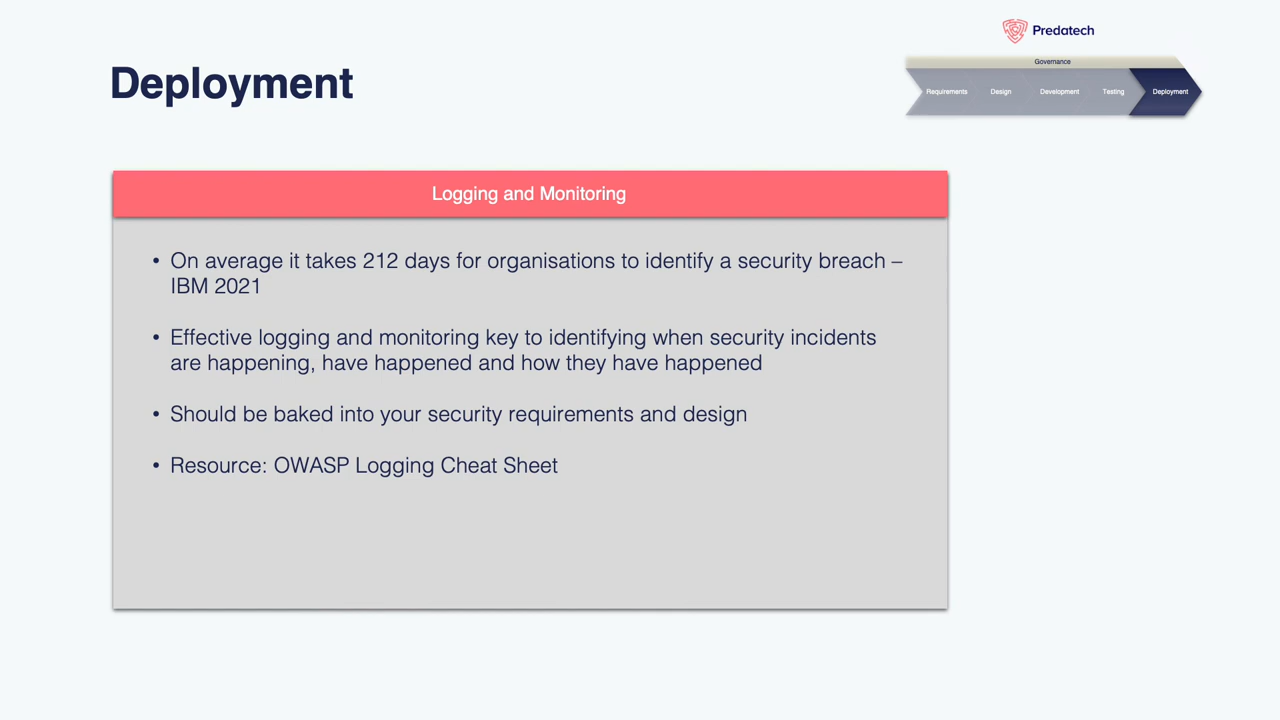 Predatech
Deployment
Governance
Requirements
Design
Development
Testing
Deployment
Logging and Monitoring
• On average it takes 212 days for organisations to identify a security breach –
IBM 2021
• Effective logging and monitoring key to identifying when security incidents
are happening, have happened and how they have happened
• Should be baked into your security requirements and design
• Resource: OWASP Logging Cheat Sheet